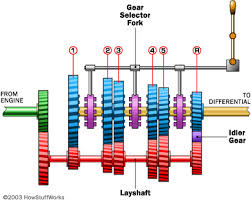 Gear
Selector
Fork
1
2
3
4
5
R
FROM
ENGINE
TO
DIFFERENTIAL
Idler
Gear
Layshaft
©2003 HowStuffWorks